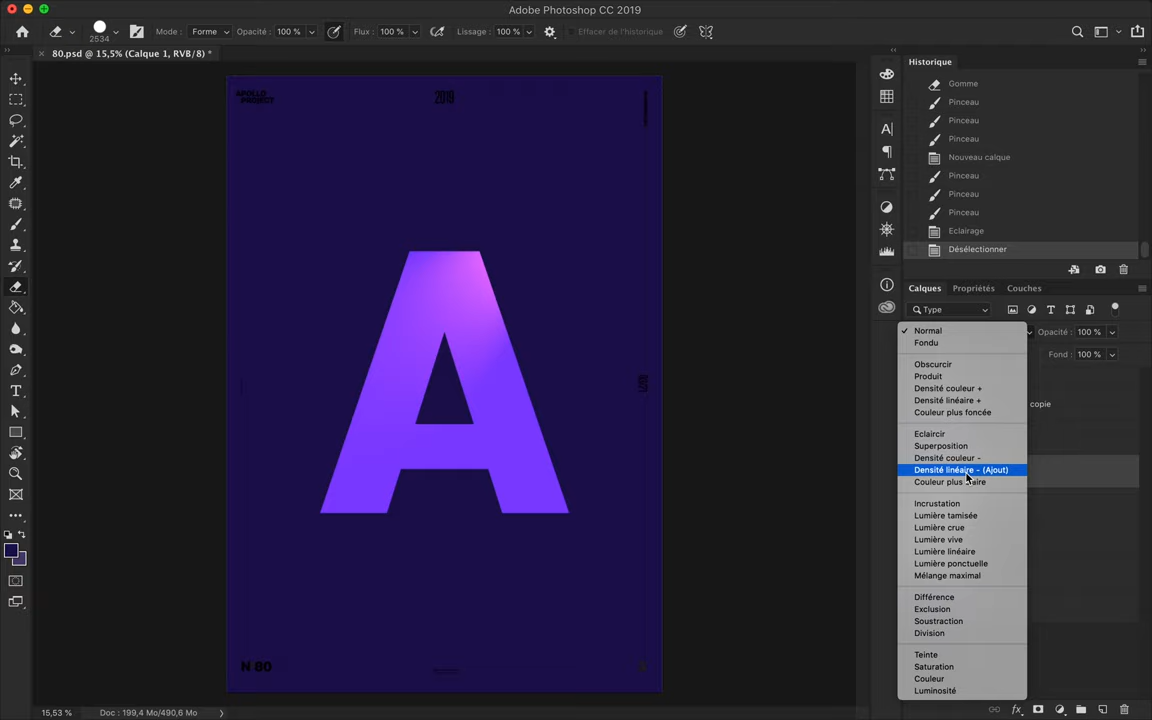 Adobe Photoshop CC 2019
2534
Mode : Forme
Opacité : 100 %
Flux : 100 %
Lissage : 100 %
Effacer de l'historique
80.psd @ 15,5% (Calque 1, RVB/8) *
APOLLO
PROJECT
2019
N 80
Historique
Gomme
Pinceau
Pinceau
Pinceau
Nouveau calque
Pinceau
Pinceau
Pinceau
Eclairage
Désélectionner
Calques
Propriétés
Couches
Type
Opacité : 100 %
Fond : 100 %
copie
Normal
Fondu
Obscurcir
Produit
Densité couleur +
Densité linéaire +
Couleur plus foncée
Eclaircir
Superposition
Densité couleur -
Densité linéaire - (Ajout)
Couleur plus claire
Incrustation
Lumière tamisée
Lumière crue
Lumière vive
Lumière linéaire
Lumière ponctuelle
Mélange maximal
Différence
Exclusion
Soustraction
Division
Teinte
Saturation
Couleur
Luminosité
A
15,53 %
Doc : 199,4 Mo/490,6 Mo